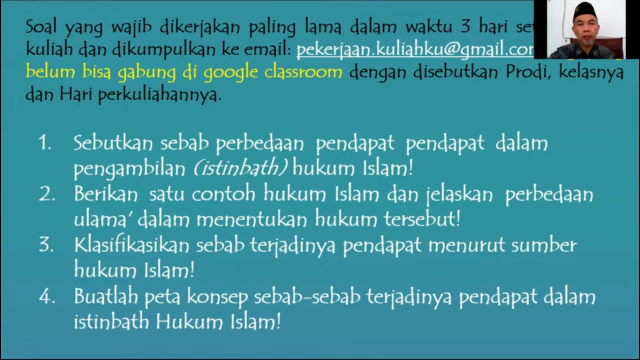 Soal yang wajib dikerjakan paling lama dalam waktu 3 hari
kuliah dan dikumpulkan ke email: pekerjaan.kuliahku@gmail.com
belum bisa gabung di google classroom dengan disebutkan Prodi, kelasnya
dan Hari perkuliahannya.
1. Sebutkan sebab perbedaan pendapat pendapat dalam
pengambilan (istinbath) hukum Islam!
2. Berikan satu contoh hukum Islam dan jelaskan perbedaan
ulama' dalam menentukan hukum tersebut!
3. Klasifikasikan sebab terjadinya pendapat menurut sumber
hukum Islam!
4. Buatlah peta konsep sebab-sebab terjadinya pendapat dalam
istinbath Hukum Islam!